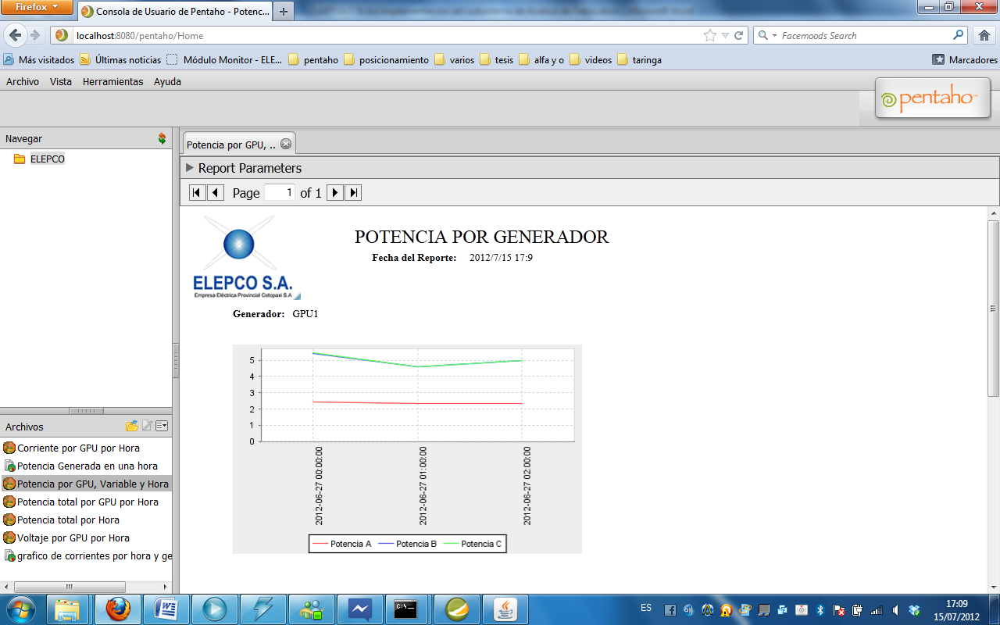 Firefox
Consola de Usuario de Pentaho - Potenc...
localhost:8080/pentaho/Home
Facemoods Search
Más visitados
Últimas noticias
Módulo Monitor - ELE...
pentaho
posicionamiento
varios
tesis
alfa y o
videos
taringa
Marcadores
Archivo Vista Herramientas Ayuda
pentaho
Navegar
ELEPCO
Potencia por GPU, ..
Report Parameters
Page 1 of 1
POTENCIA POR GENERADOR
Fecha del Reporte: 2012/7/15 17:9
ELEPCO S.A.
Empresa Eléctrica Provincial Cotopaxi S.A
Generador: GPU1
5
4
3
2
1
0
2012-06-27 00:00:00
2012-06-27 01:00:00
2012-06-27 02:00:00
Potencia A Potencia B Potencia C
Archivos
Corriente por GPU por Hora
Potencia Generada en una hora
Potencia por GPU, Variable y Hora
Potencia total por GPU por Hora
Potencia total por Hora
Voltaje por GPU por Hora
grafico de corrientes por hora y ge
ES
17:09
15/07/2012